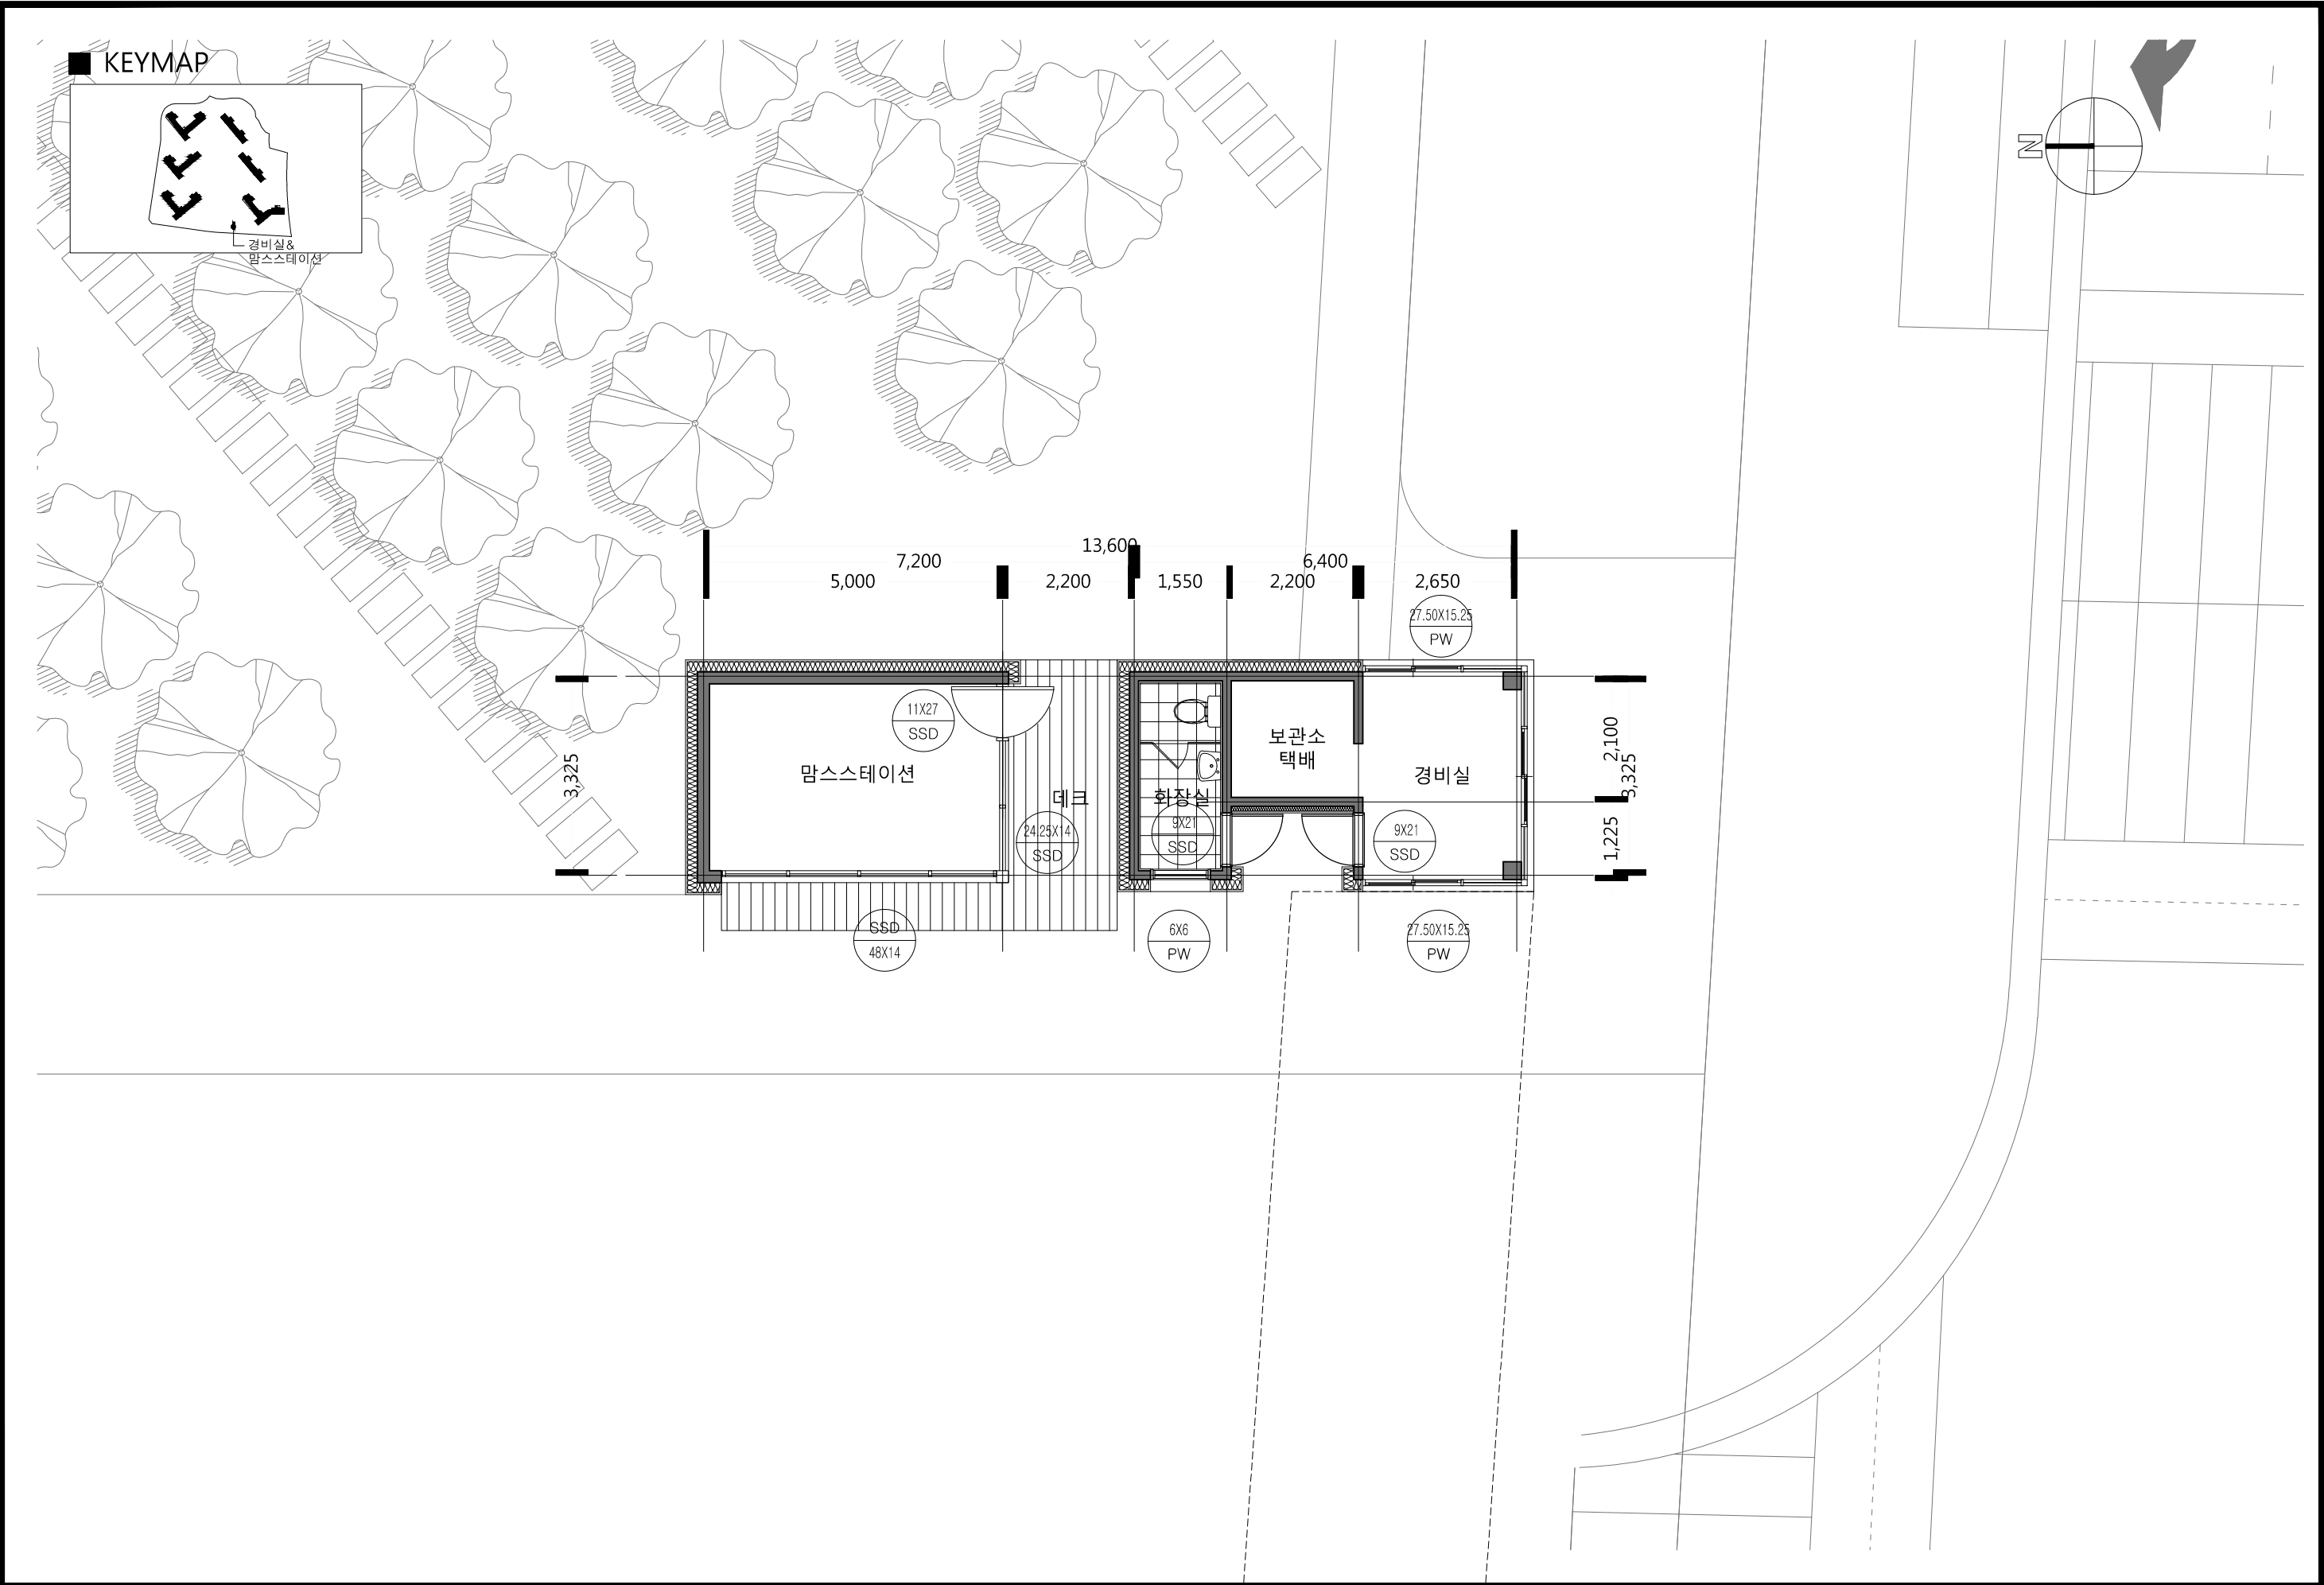 KEYMAP
경비실&
맘스스테이션
N
13,600
7,200
6,400
5,000
2,200
1,550
2,200
2,650
27.50X15.25
PW
11X27
SSD
맘스스테이션
데크
24.25X14
SSD
화장실
9X21
SSD
보관소
택배
경비실
9X21
SSD
3,325
2,100
3,325
1,225
SSD
48X14
6X6
PW
27.50X15.25
PW